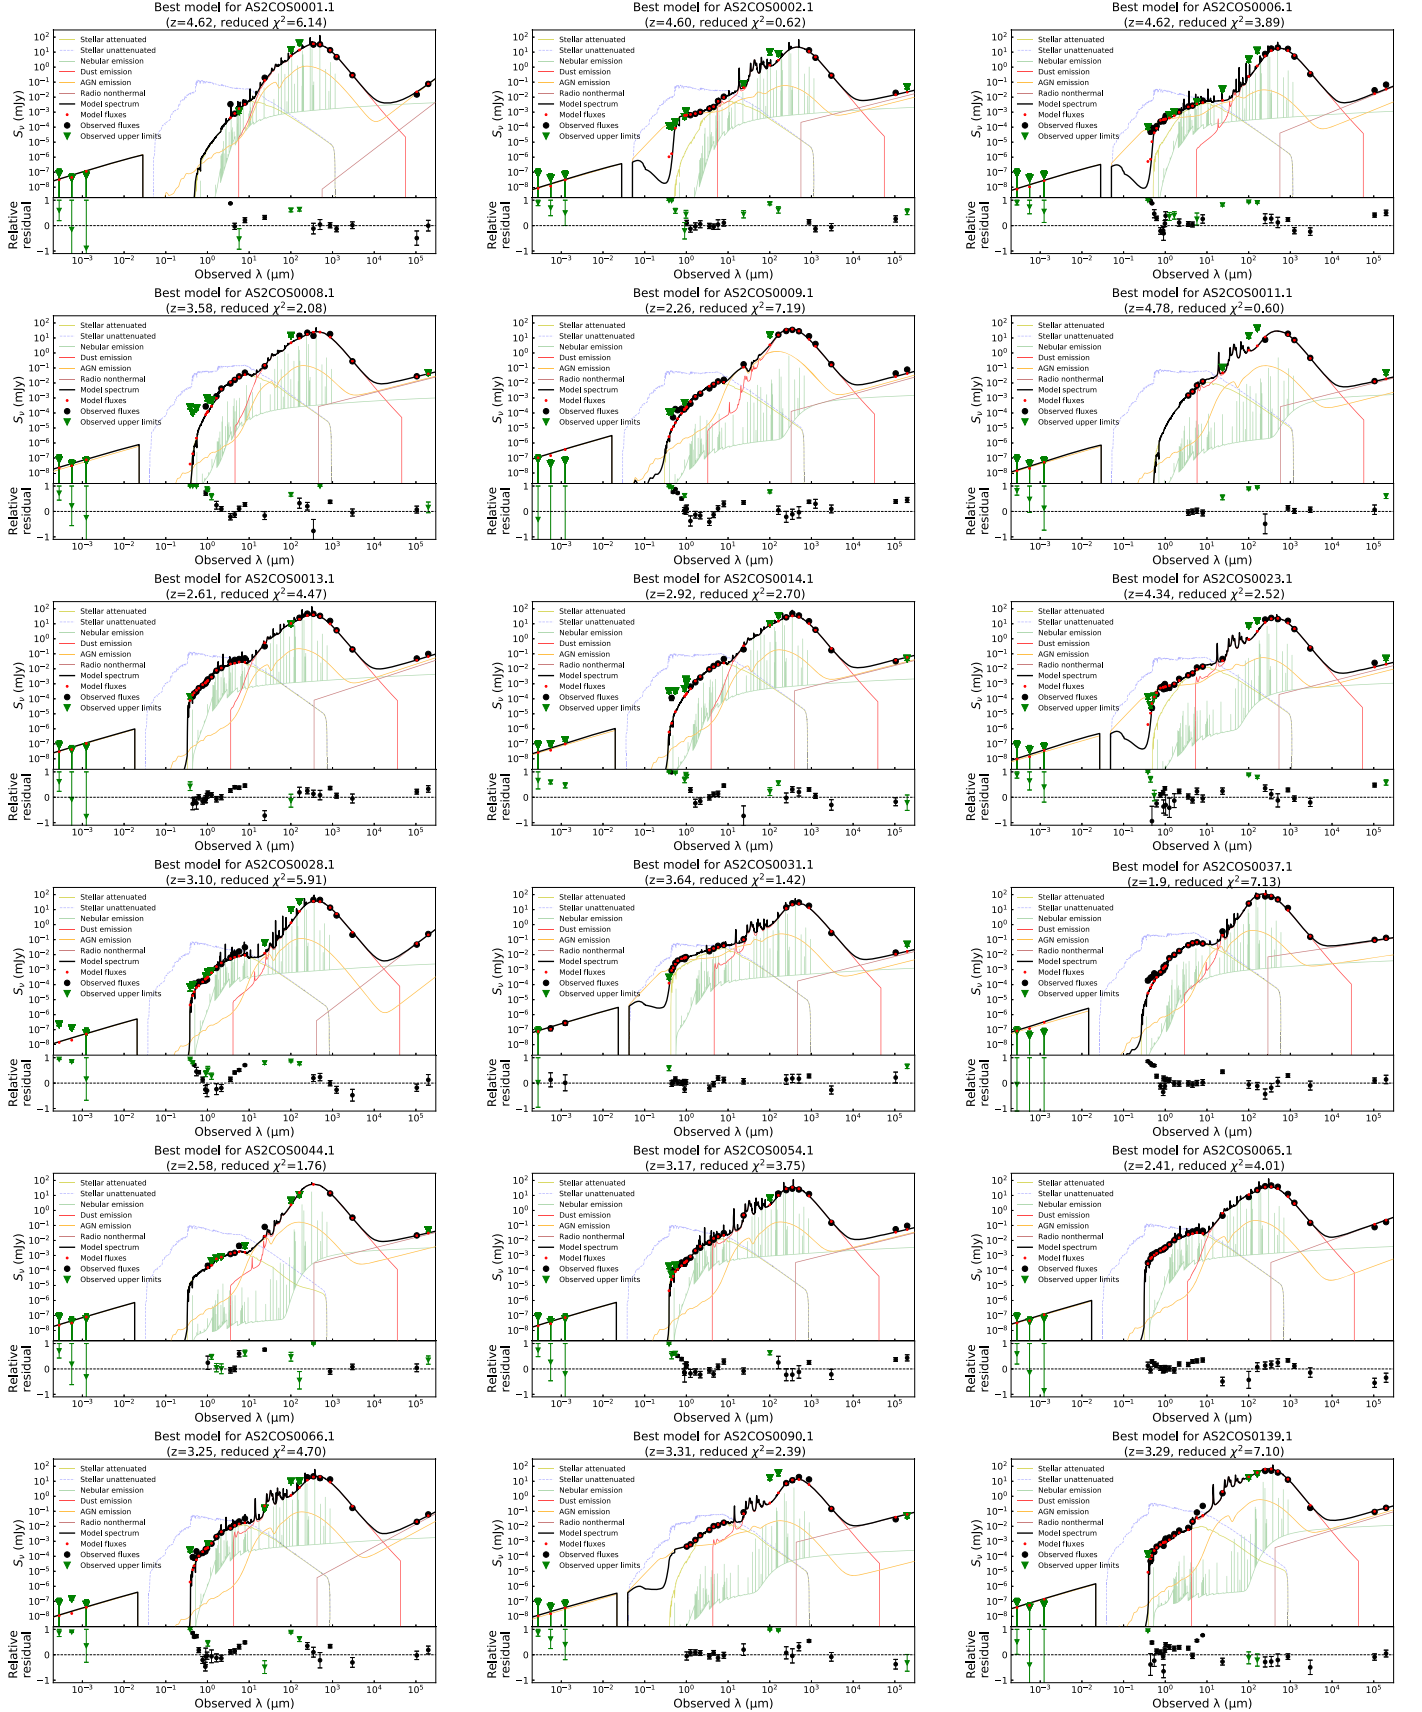 Best model for AS2COS0001.1
(z=4.62, reduced χ²=6.14)
Best model for AS2COS0002.1
(z=4.60, reduced χ²=0.62)
Best model for AS2COS0006.1
(z=4.62, reduced χ²=3.89)
Stellar attenuated
Stellar unattenuated
Nebular emission
Dust emission
AGN emission
Radio nonthermal
Model spectrum
Model fluxes
Observed fluxes
Observed upper limits
S_ν (mJy)
Relative residual
Observed λ (μm)
Best model for AS2COS0008.1
(z=3.58, reduced χ²=2.08)
Best model for AS2COS0009.1
(z=2.26, reduced χ²=7.19)
Best model for AS2COS0011.1
(z=4.78, reduced χ²=0.60)
Best model for AS2COS0013.1
(z=2.61, reduced χ²=4.47)
Best model for AS2COS0014.1
(z=2.92, reduced χ²=2.70)
Best model for AS2COS0023.1
(z=4.34, reduced χ²=2.52)
Best model for AS2COS0028.1
(z=3.10, reduced χ²=5.91)
Best model for AS2COS0031.1
(z=3.64, reduced χ²=1.42)
Best model for AS2COS0037.1
(z=1.9, reduced χ²=7.13)
Best model for AS2COS0044.1
(z=2.58, reduced χ²=1.76)
Best model for AS2COS0054.1
(z=3.17, reduced χ²=3.75)
Best model for AS2COS0065.1
(z=2.41, reduced χ²=4.01)
Best model for AS2COS0066.1
(z=3.25, reduced χ²=4.70)
Best model for AS2COS0090.1
(z=3.31, reduced χ²=2.39)
Best model for AS2COS0139.1
(z=3.29, reduced χ²=7.10)